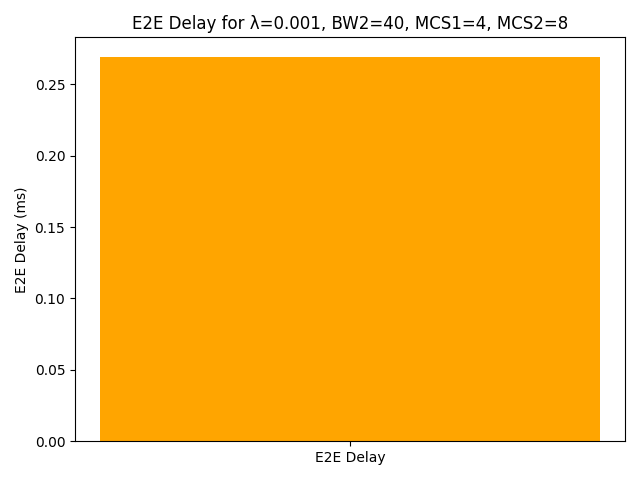 E2E Delay for λ=0.001, BW2=40, MCS1=4, MCS2=8
E2E Delay (ms)
0.25
0.20
0.15
0.10
0.05
0.00
E2E Delay